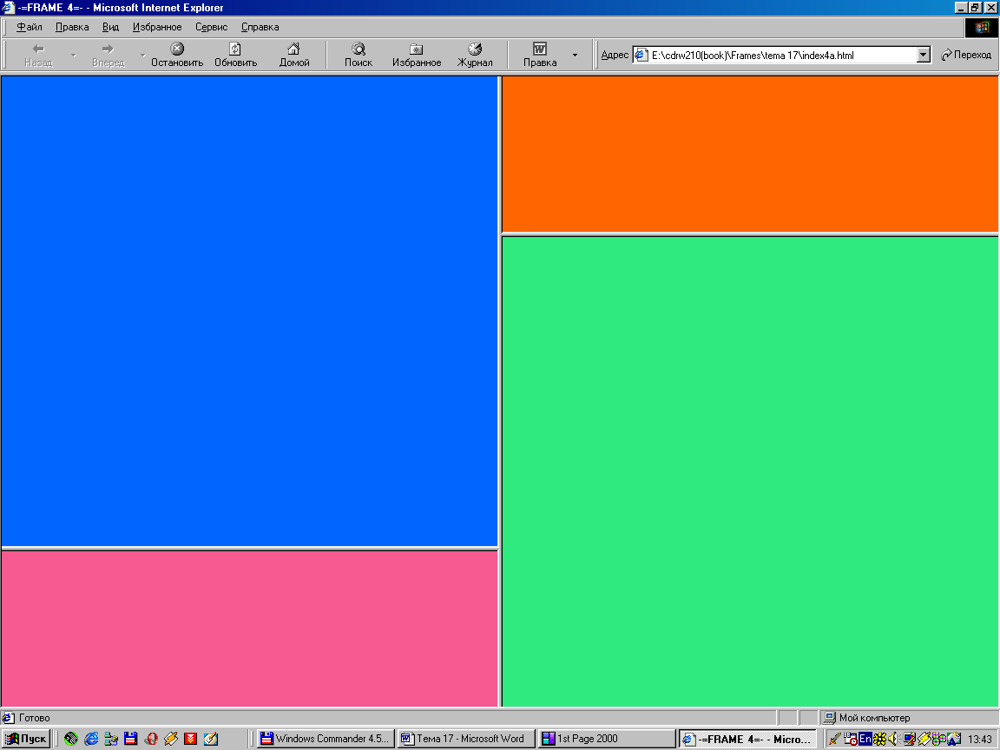 -=FRAME 4=- - Microsoft Internet Explorer
Файл Правка Вид Избранное Сервис Справка
Назад Вперед Остановить Обновить Домой Поиск Избранное Журнал Правка Адрес E:\cdrw210(book)\Frames\tema 17\index4a.html Переход
Готово Мой компьютер
Пуск Windows Commander 4.5... Тема 17 - Microsoft Word 1st Page 2000 -=FRAME 4=- - Micro... En 13:43